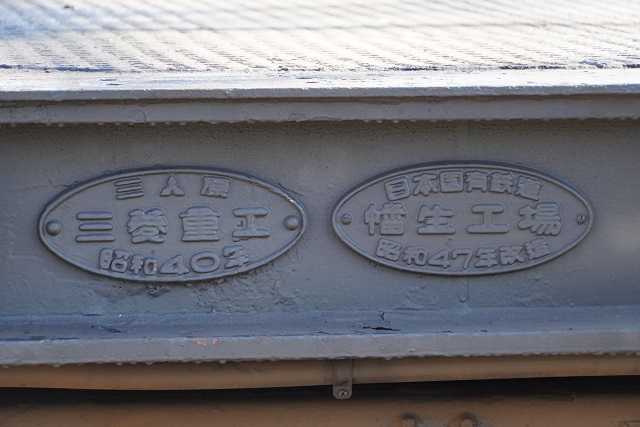 三原
三菱重工
昭和40年
日本国有鉄道
幡生工場
昭和47年改造